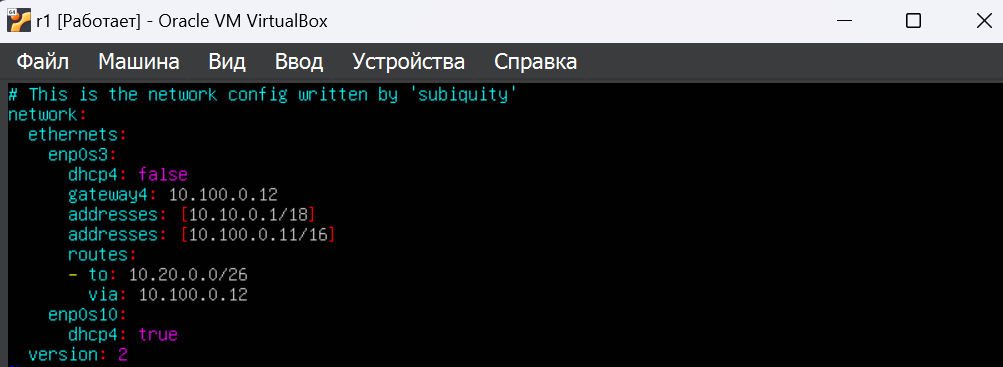 64
r1 [Работает] - Oracle VM VirtualBox
Файл Машина Вид Ввод Устройства Справка
# This is the network config written by 'subiquity'
network:
  ethernets:
    enp0s3:
      dhcp4: false
      gateway4: 10.100.0.12
      addresses: [10.10.0.1/18]
      addresses: [10.100.0.11/16]
      routes:
      - to: 10.20.0.0/26
        via: 10.100.0.12
    enp0s10:
      dhcp4: true
  version: 2